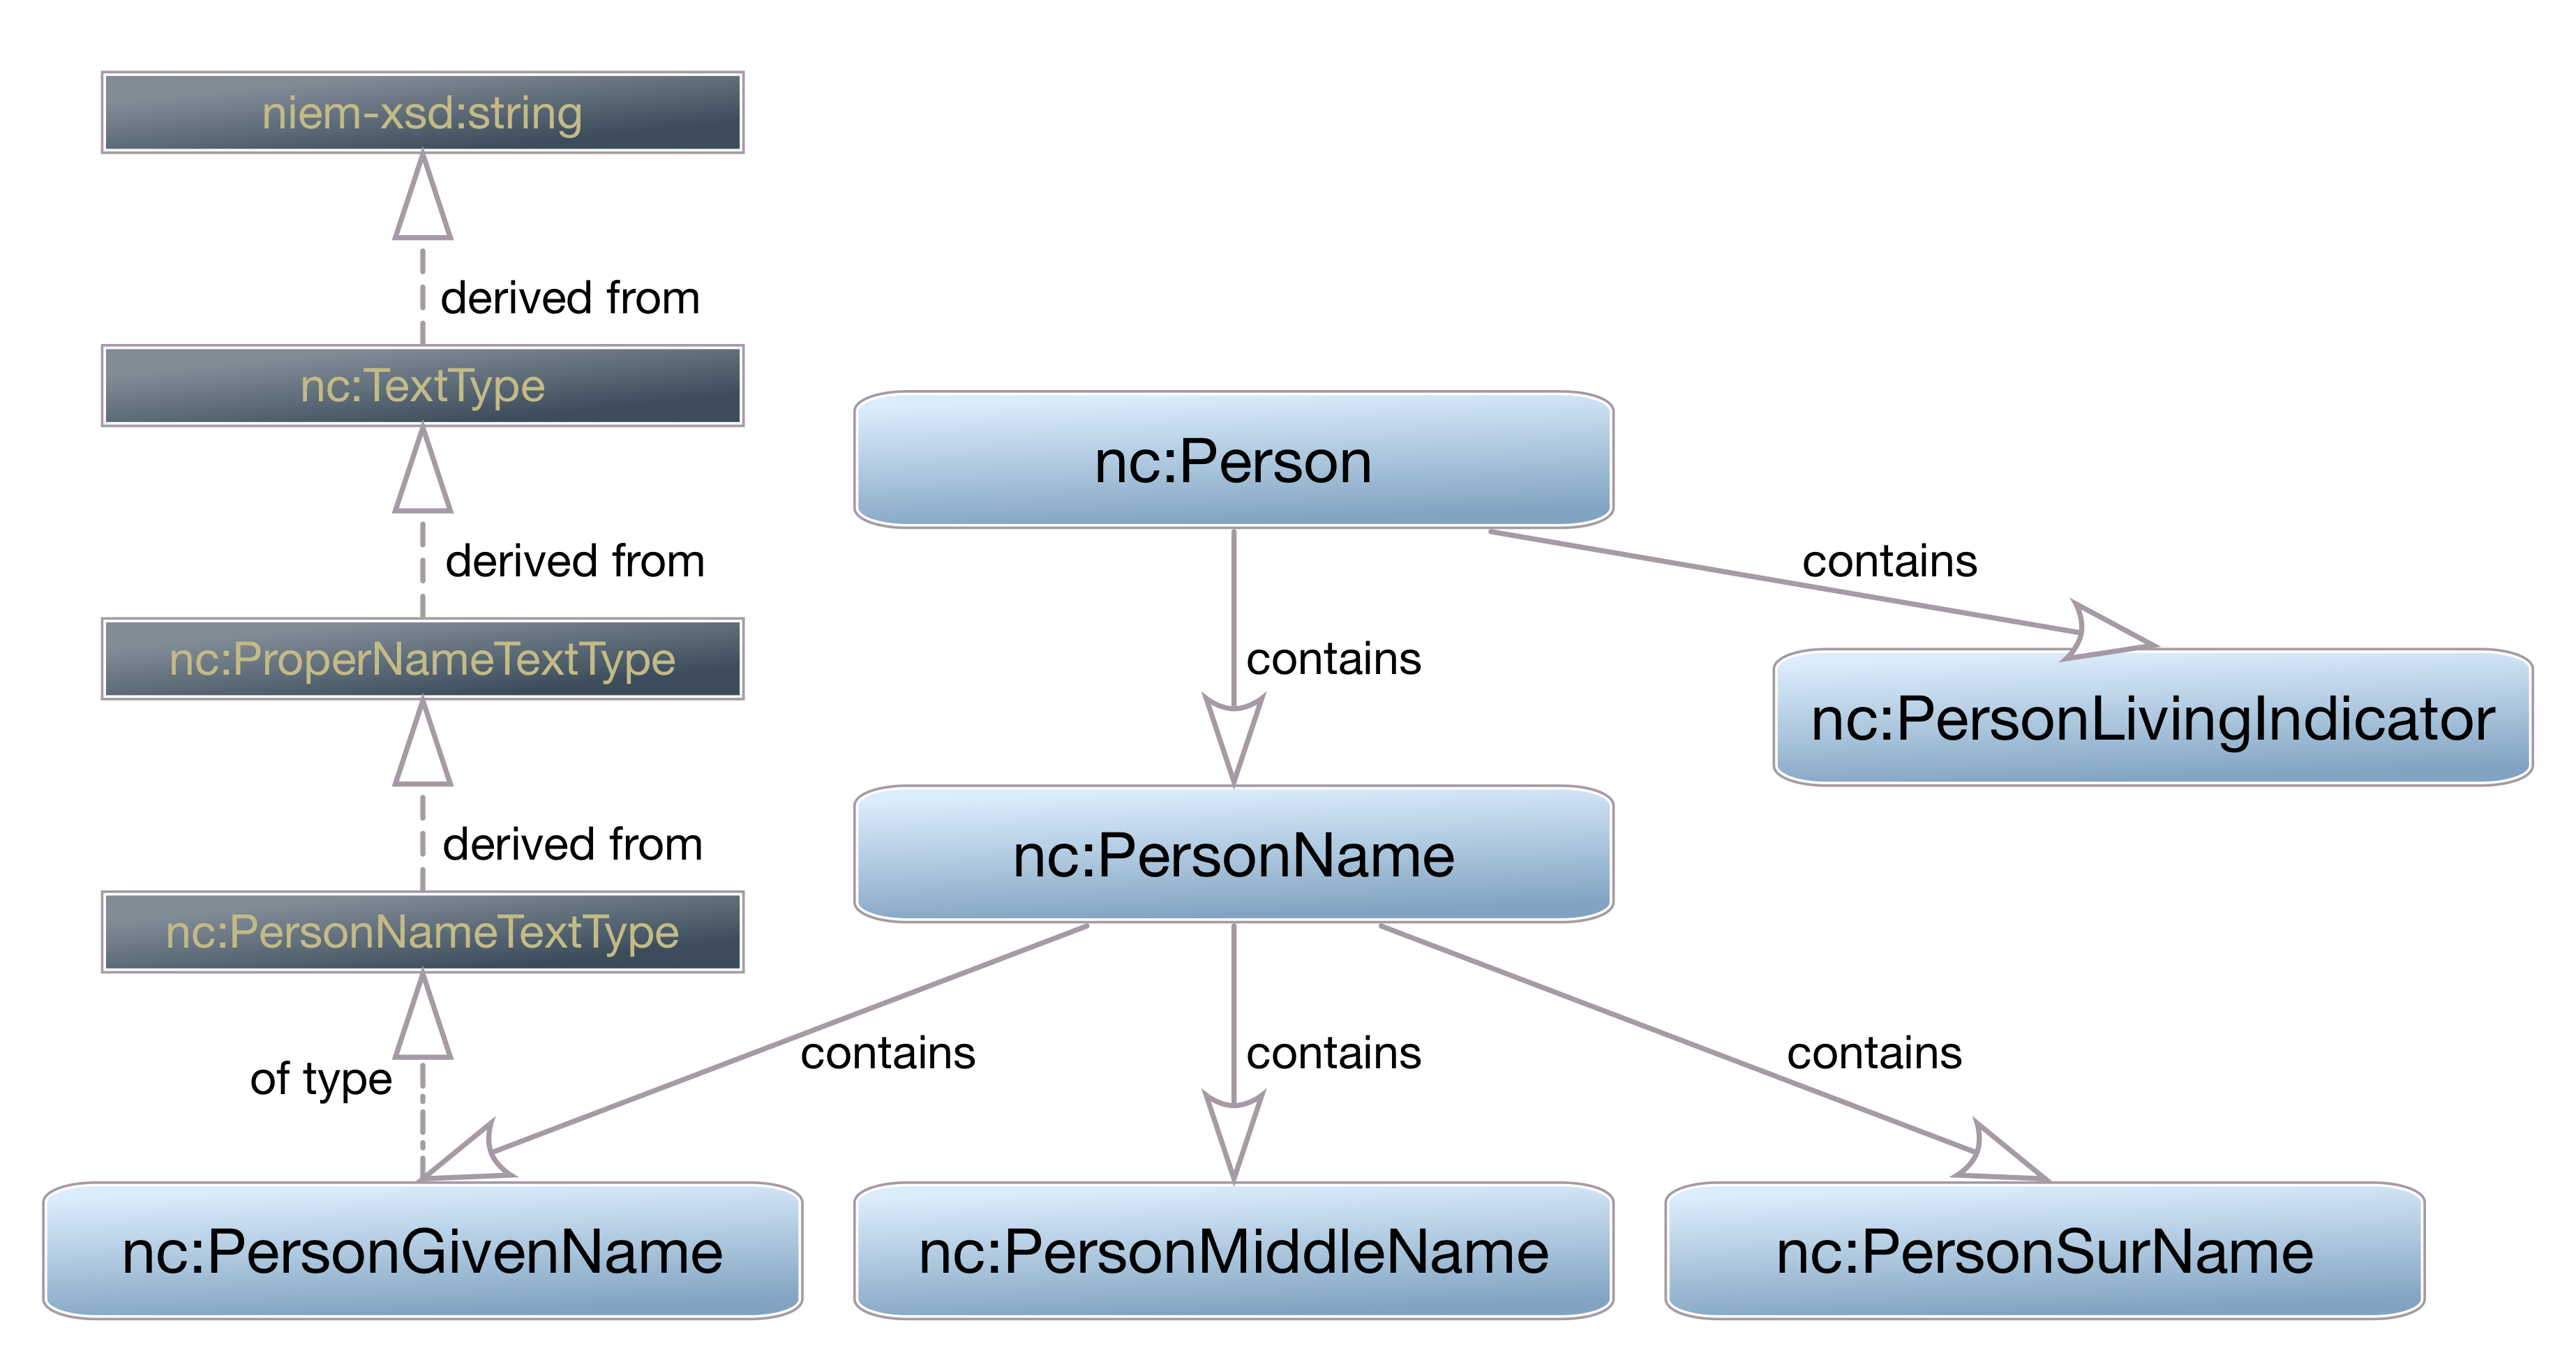 niem-xsd:string
derived from
nc:TextType
derived from
nc:ProperNameTextType
derived from
nc:PersonNameTextType
of type
nc:Person
contains
contains
nc:PersonLivingIndicator
nc:PersonName
contains
contains
contains
nc:PersonGivenName
nc:PersonMiddleName
nc:PersonSurName